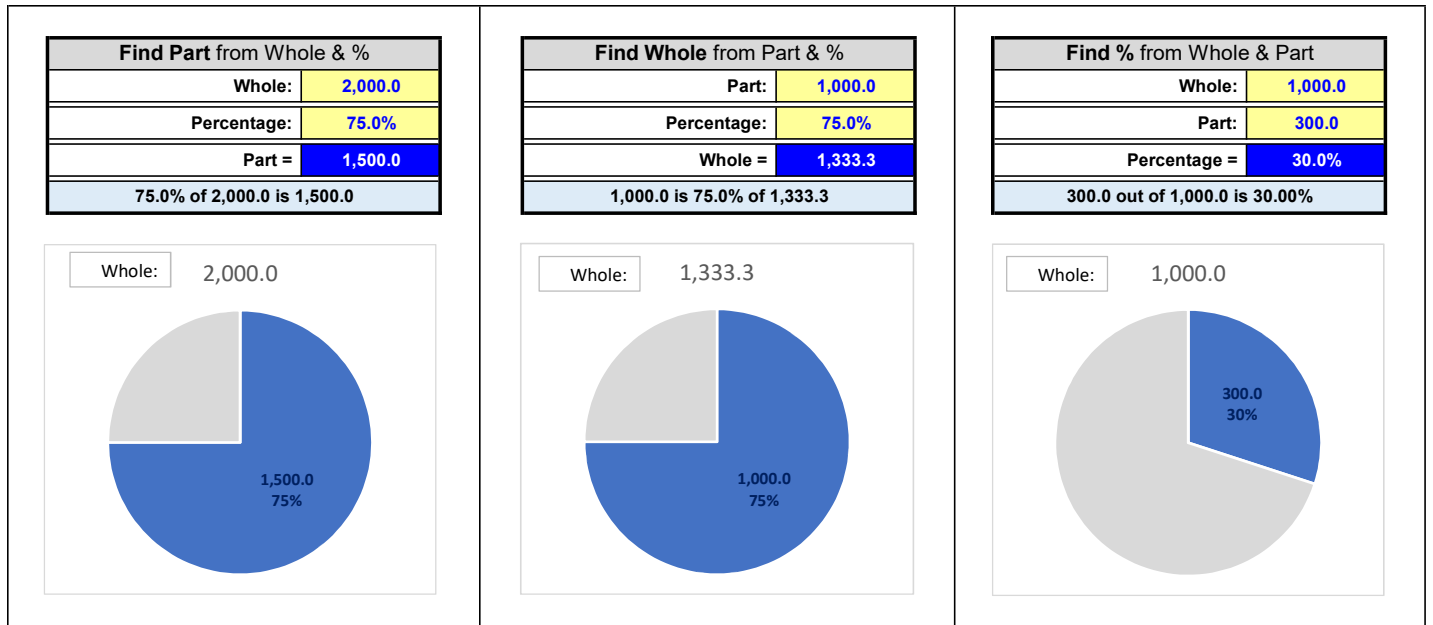 Find Part from Whole & %
Whole: 2,000.0
Percentage: 75.0%
Part = 1,500.0
75.0% of 2,000.0 is 1,500.0
Whole: 2,000.0
1,500.0
75%
Find Whole from Part & %
Part: 1,000.0
Percentage: 75.0%
Whole = 1,333.3
1,000.0 is 75.0% of 1,333.3
Whole: 1,333.3
1,000.0
75%
Find % from Whole & Part
Whole: 1,000.0
Part: 300.0
Percentage = 30.0%
300.0 out of 1,000.0 is 30.00%
Whole: 1,000.0
300.0
30%